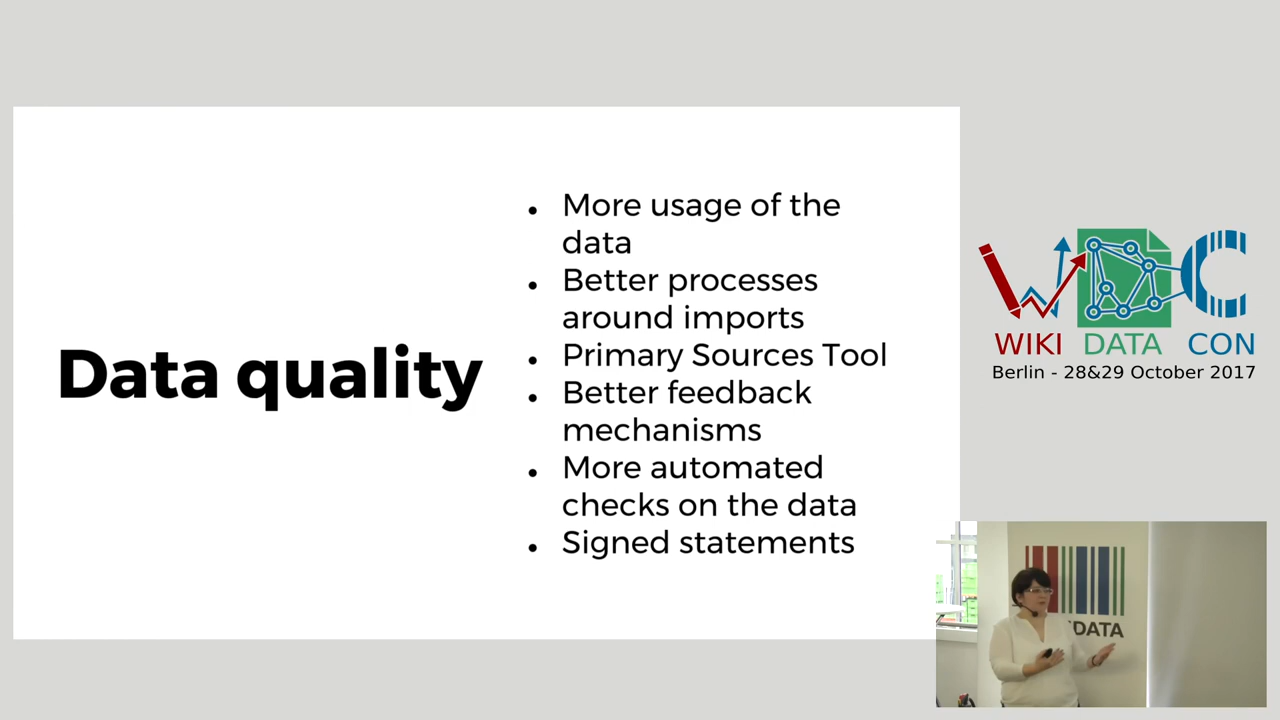 Data quality
• More usage of the
data
• Better processes
around imports
• Primary Sources Tool
• Better feedback
mechanisms
• More automated
checks on the data
• Signed statements
WDC
WIKI DATA CON
Berlin - 28&29 October 2017
DATA